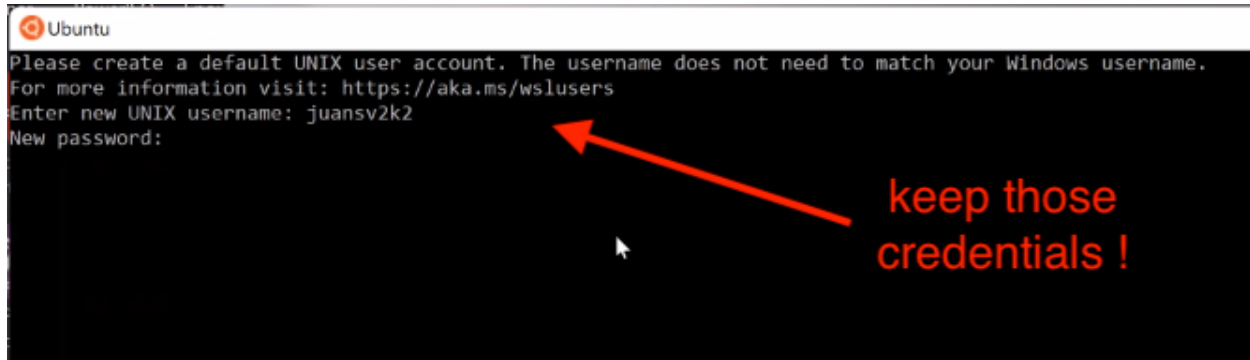 Ubuntu
Please create a default UNIX user account. The username does not need to match your Windows username.
For more information visit: https://aka.ms/wslusers
Enter new UNIX username: juansv2k2
New password:
keep those
credentials !